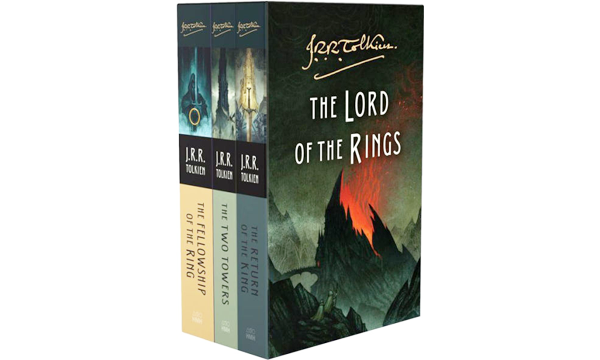 J.R.R. Tolkien
J.R.R.
TOLKIEN
THE FELLOWSHIP
OF THE RING
J.R.R.
TOLKIEN
THE TWO TOWERS
J.R.R.
TOLKIEN
THE RETURN
OF THE KING
J.R.R. Tolkien
THE LORD
OF THE RINGS